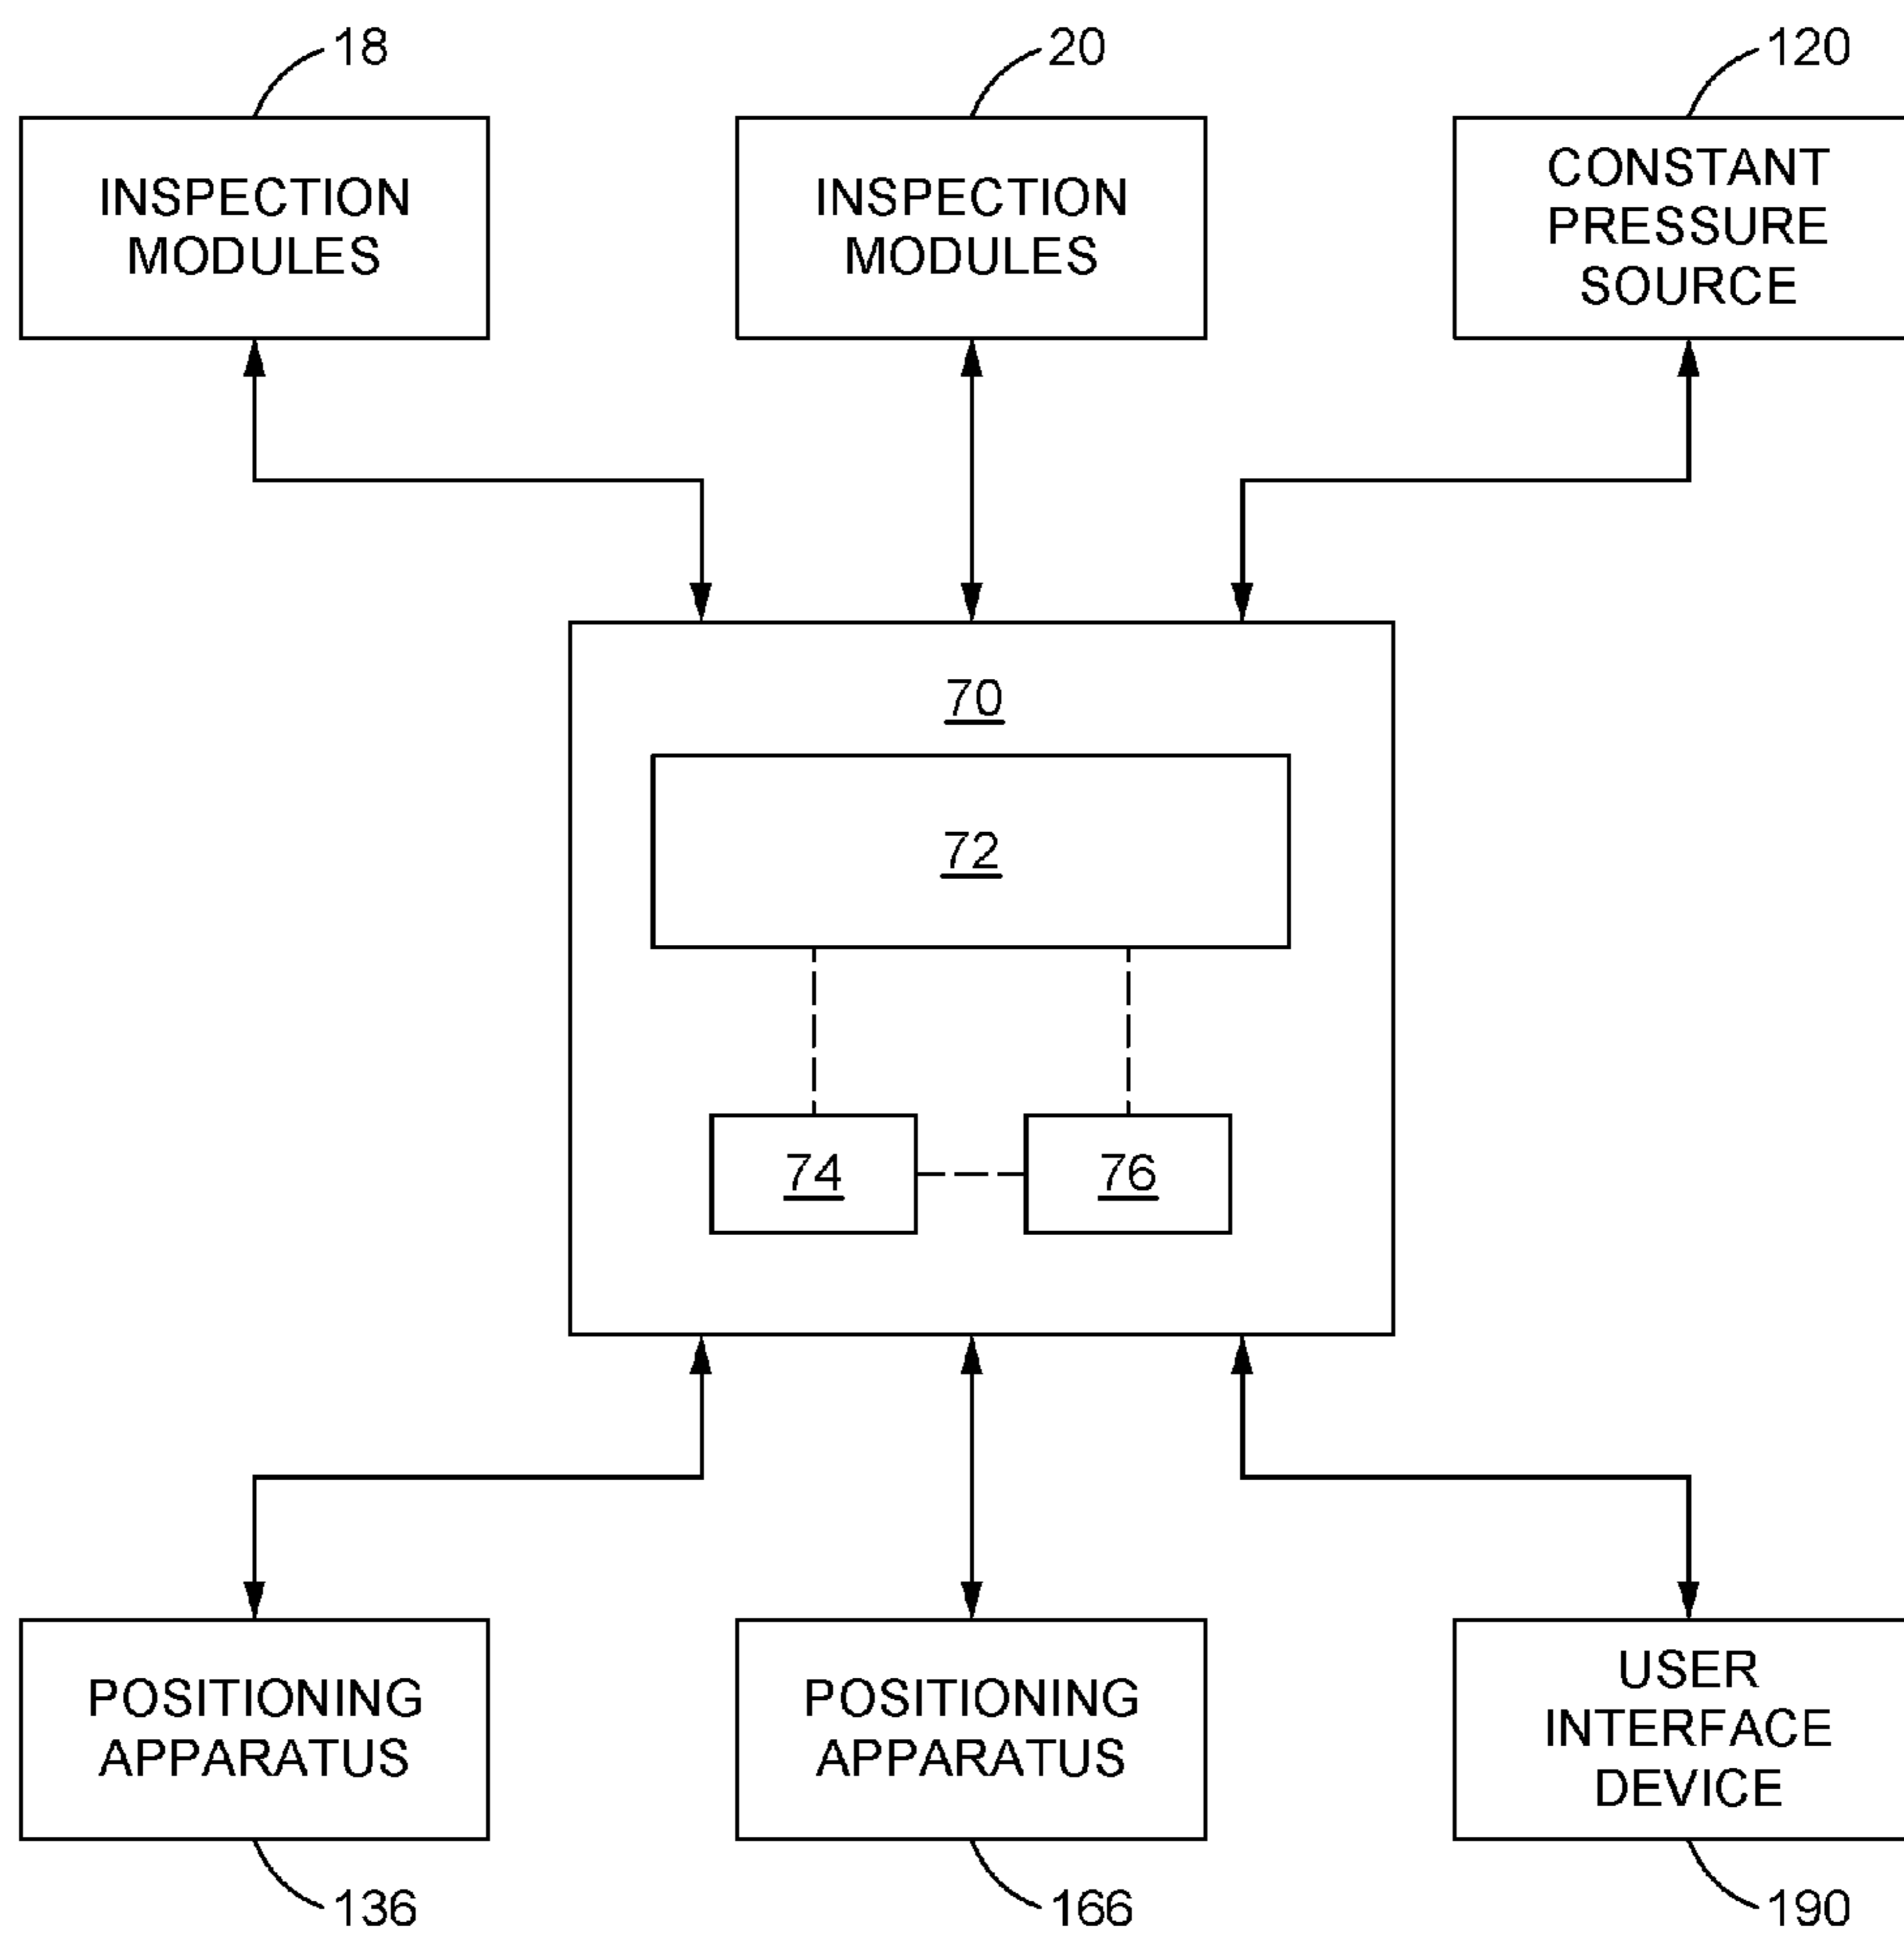 18
20
120
INSPECTION
MODULES
INSPECTION
MODULES
CONSTANT
PRESSURE
SOURCE
70
72
74
76
POSITIONING
APPARATUS
POSITIONING
APPARATUS
USER
INTERFACE
DEVICE
136
166
190